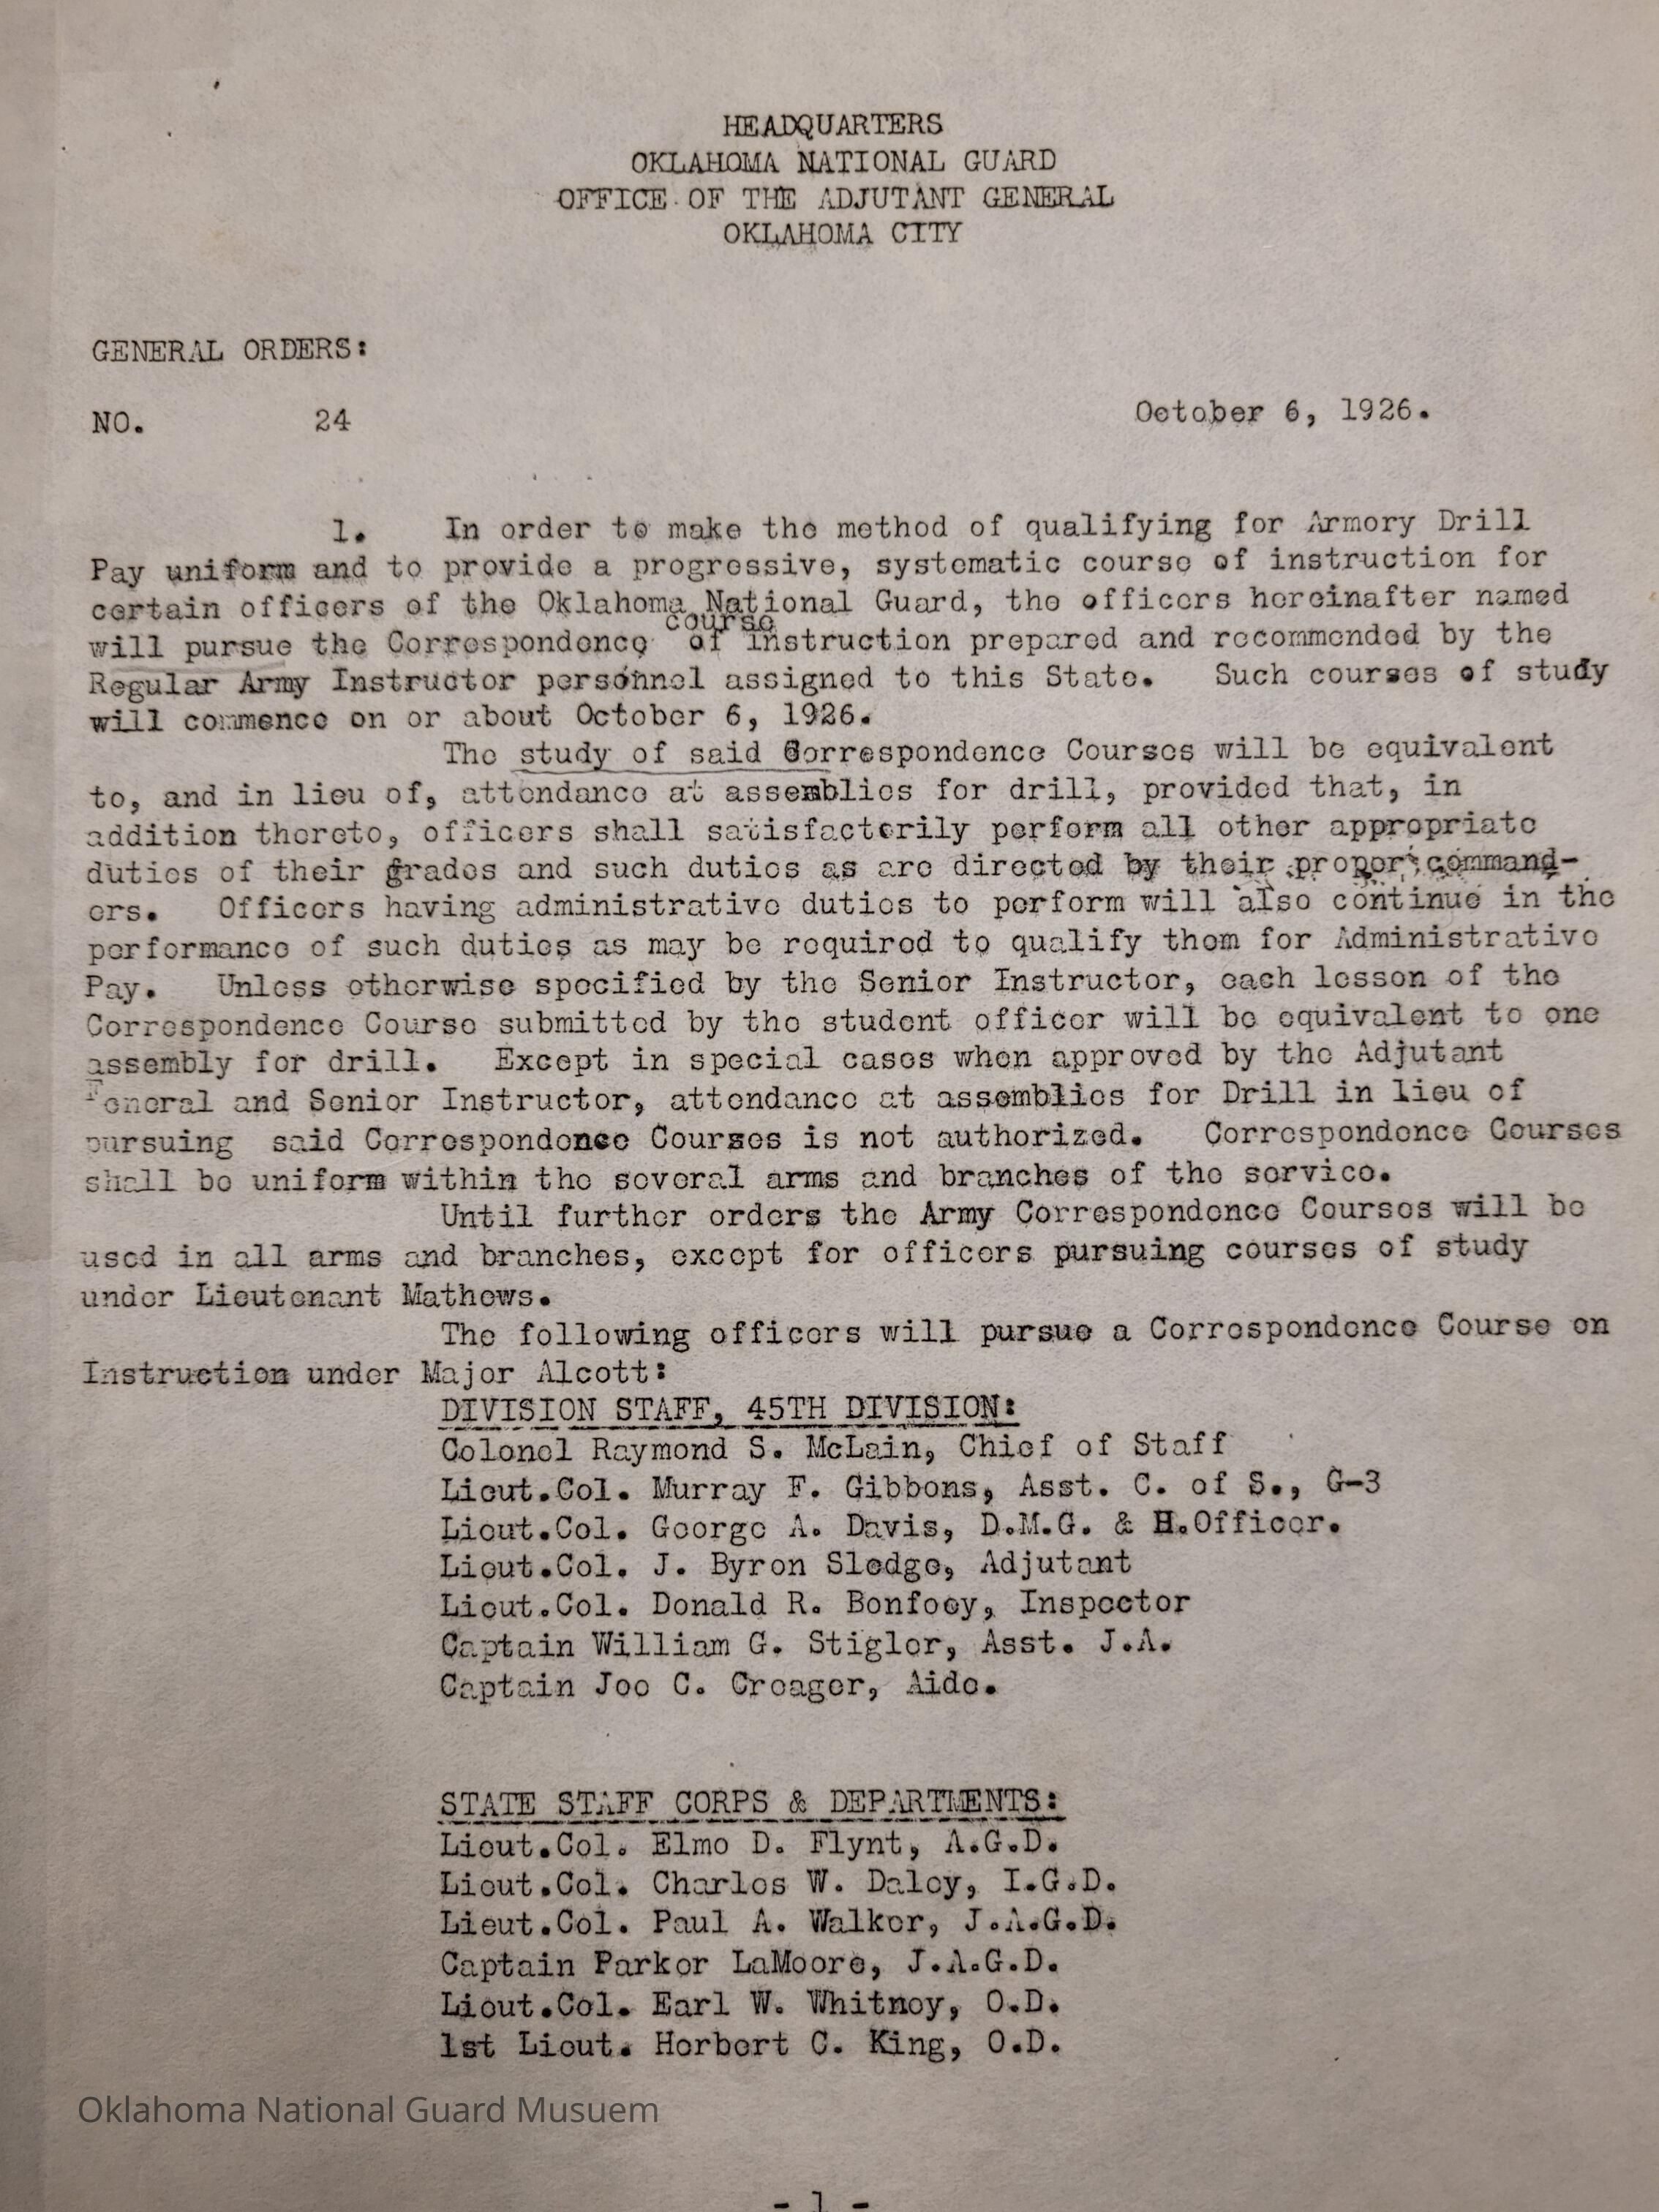 HEADQUARTERS
OKLAHOMA NATIONAL GUARD
OFFICE OF THE ADJUTANT GENERAL
OKLAHOMA CITY
GENERAL ORDERS:
NO. 24 October 6, 1926.
1. In order to make the method of qualifying for Armory Drill
Pay uniform and to provide a progressive, systematic course of instruction for
certain officers of the Oklahoma National Guard, the officers hereinafter named
course
will pursue the Correspondence of instruction prepared and recommended by the
Regular Army Instructor personnel assigned to this State. Such courses of study
will commence on or about October 6, 1926.
The study of said Correspondence Courses will be equivalent
to, and in lieu of, attendance at assemblies for drill, provided that, in
addition thereto, officers shall satisfactorily perform all other appropriate
duties of their grades and such duties as are directed by their proper command-
ers. Officers having administrative duties to perform will also continue in the
performance of such duties as may be required to qualify them for Administrative
Pay. Unless otherwise specified by the Senior Instructor, each lesson of the
Correspondence Course submitted by the student officer will be equivalent to one
assembly for drill. Except in special cases when approved by the Adjutant
General and Senior Instructor, attendance at assemblies for Drill in lieu of
pursuing said Correspondence Courses is not authorized. Correspondence Courses
shall be uniform within the several arms and branches of the service.
Until further orders the Army Correspondence Courses will be
used in all arms and branches, except for officers pursuing courses of study
under Lieutenant Mathews.
The following officers will pursue a Correspondence Course on
Instruction under Major Alcott:
DIVISION STAFF, 45TH DIVISION:
Colonel Raymond S. McLain, Chief of Staff
Lieut.Col. Murray F. Gibbons, Asst. C. of S., G-3
Lieut.Col. George A. Davis, D.M.G. & H.Officer.
Lieut.Col. J. Byron Sledge, Adjutant
Lieut.Col. Donald R. Bonfoey, Inspector
Captain William G. Stigler, Asst. J.A.
Captain Joe C. Creager, Aide.
STATE STAFF CORPS & DEPARTMENTS:
Lieut.Col. Elmo D. Flynt, A.G.D.
Lieut.Col. Charles W. Daley, I.G.D.
Lieut.Col. Paul A. Walker, J.A.G.D.
Captain Parker LaMoore, J.A.G.D.
Lieut.Col. Earl W. Whitney, O.D.
1st Lieut. Herbert C. King, O.D.
Oklahoma National Guard Musuem
- 1 -